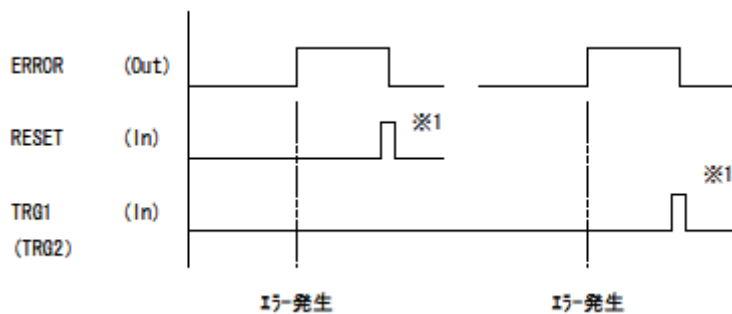 ERROR (Out)
RESET (In) ※1
※1
TRG1 (In)
(TRG2)
ｴﾗｰ発生 ｴﾗｰ発生